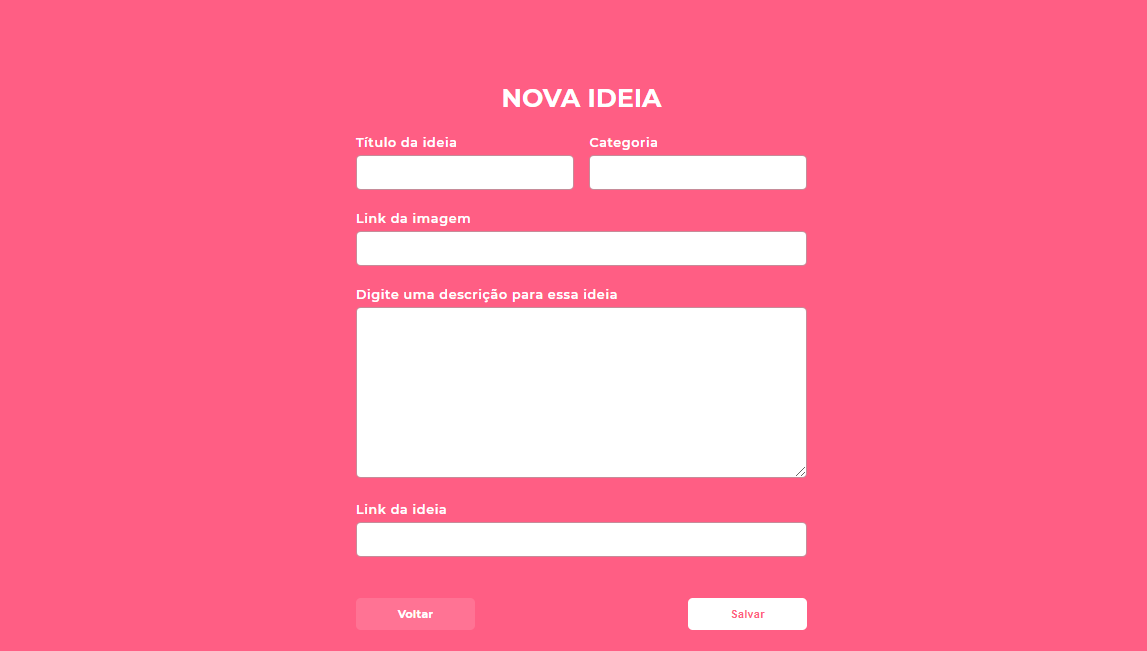 NOVA IDEIA
Título da ideia
Categoria
Link da imagem
Digite uma descrição para essa ideia
Link da ideia
Voltar
Salvar